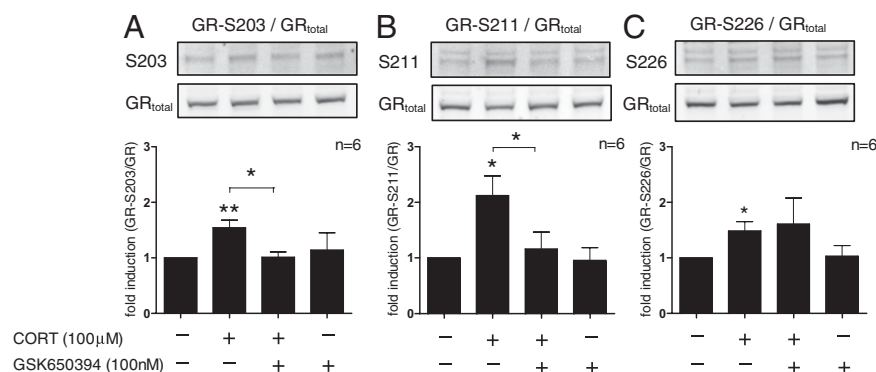 A GR-S203 / GRtotal
S203
GRtotal
n=6
fold induction (GR-S203/GR)
3
2
1
0
*
**
B GR-S211 / GRtotal
S211
GRtotal
n=6
fold induction (GR-S211/GR)
3
2
1
0
*
*
C GR-S226 / GRtotal
S226
GRtotal
n=6
fold induction (GR-S226/GR)
3
2
1
0
*
CORT (100μM) – + + – – + + – – + + –
GSK650394 (100nM) – – + + – – + + – – + +